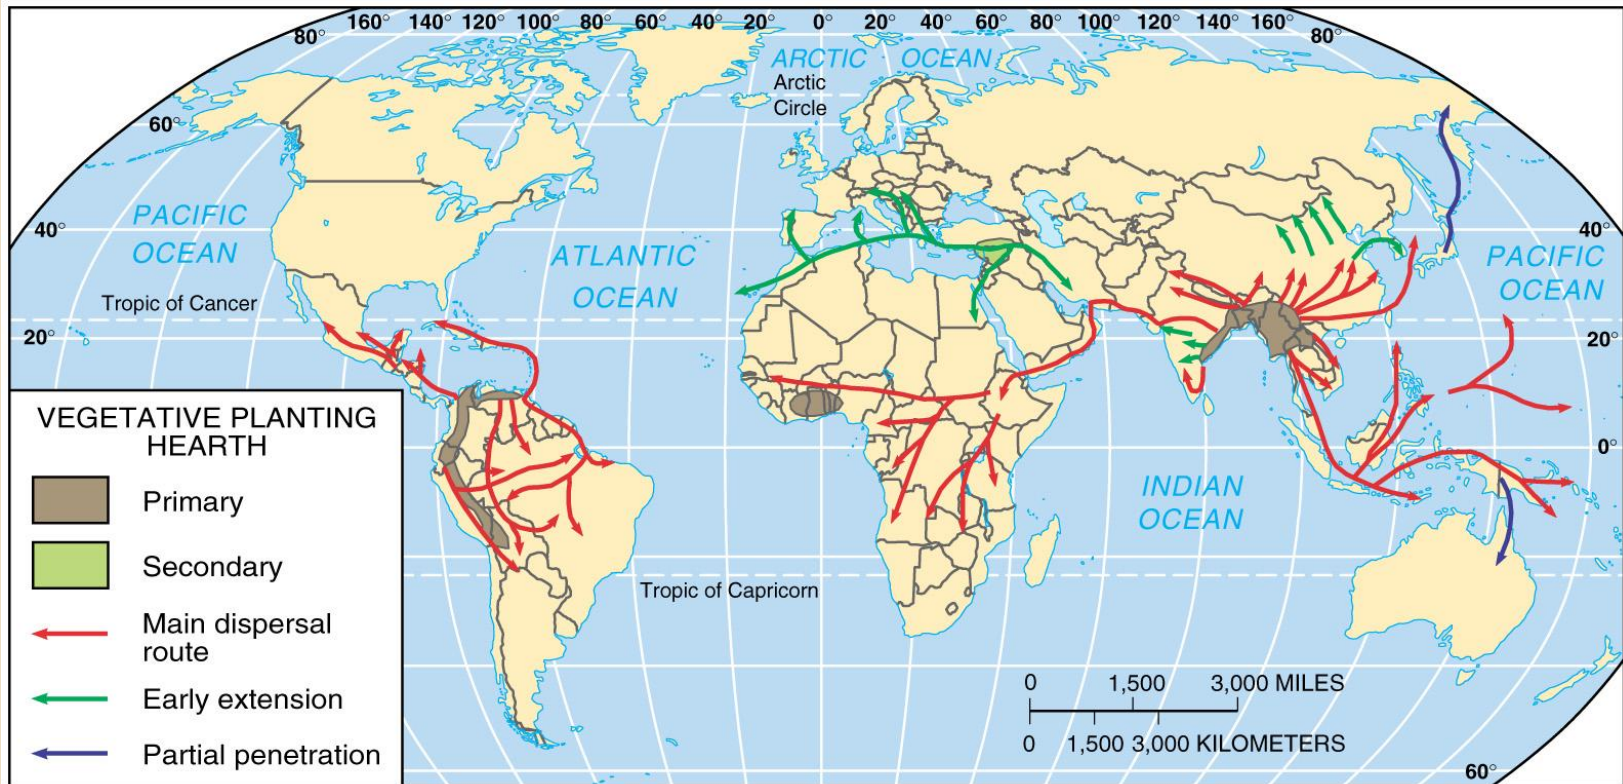 160° 140° 120° 100° 80° 60° 40° 20° 0° 20° 40° 60° 80° 100° 120° 140° 160°
80°
80°
ARCTIC OCEAN
Arctic
Circle
60°
PACIFIC
OCEAN
40°
ATLANTIC
OCEAN
40°
PACIFIC
OCEAN
Tropic of Cancer
20°
20°
0°
INDIAN
OCEAN
Tropic of Capricorn
VEGETATIVE PLANTING
HEARTH
Primary
Secondary
Main dispersal
route
Early extension
Partial penetration
0 1,500 3,000 MILES
0 1,500 3,000 KILOMETERS
60°